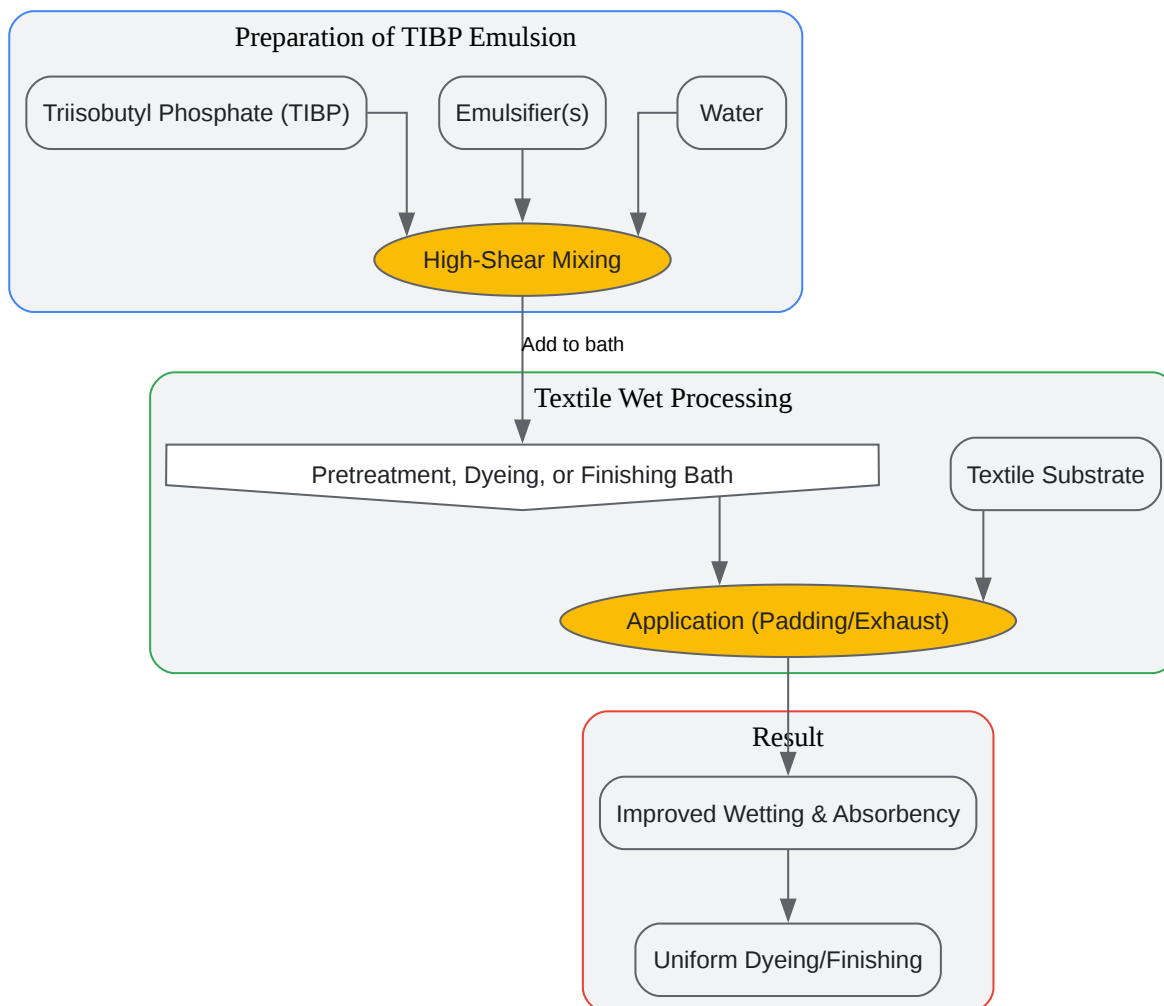 Preparation of TIBP Emulsion
Triisobutyl Phosphate (TIBP)
Emulsifier(s)
Water
High-Shear Mixing
Add to bath
Textile Wet Processing
Pretreatment, Dyeing, or Finishing Bath
Textile Substrate
Application (Padding/Exhaust)
Result
Improved Wetting & Absorbency
Uniform Dyeing/Finishing